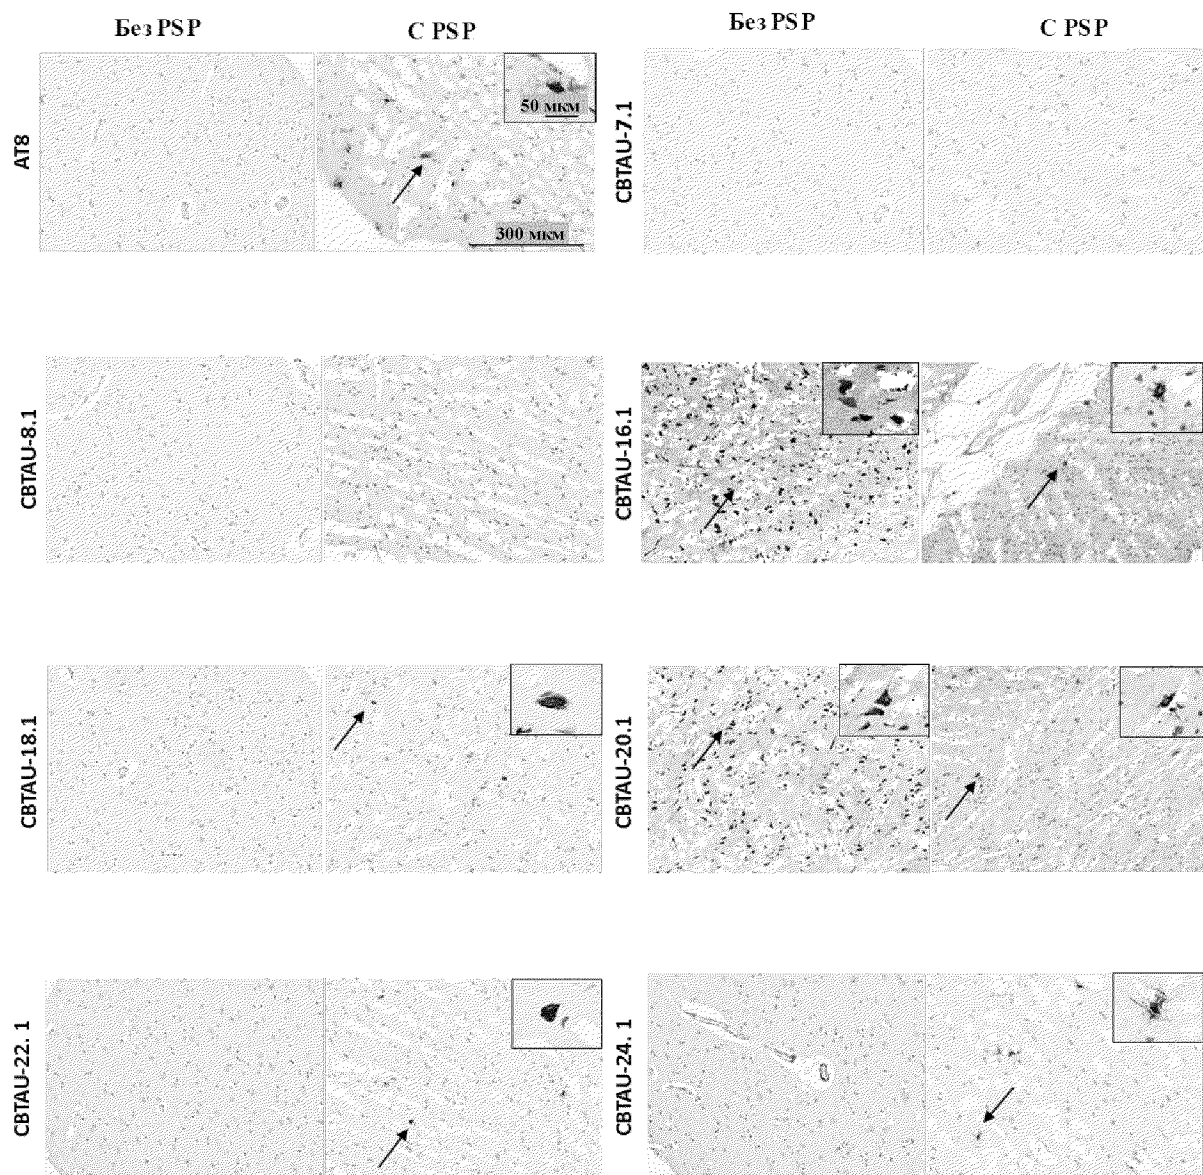 Без PSP
С PSP
Без PSP
С PSP
AT8
50 мкм
300 мкм
CBTAU-7.1
CBTAU-8.1
CBTAU-16.1
CBTAU-18.1
CBTAU-20.1
CBTAU-22. 1
CBTAU-24. 1